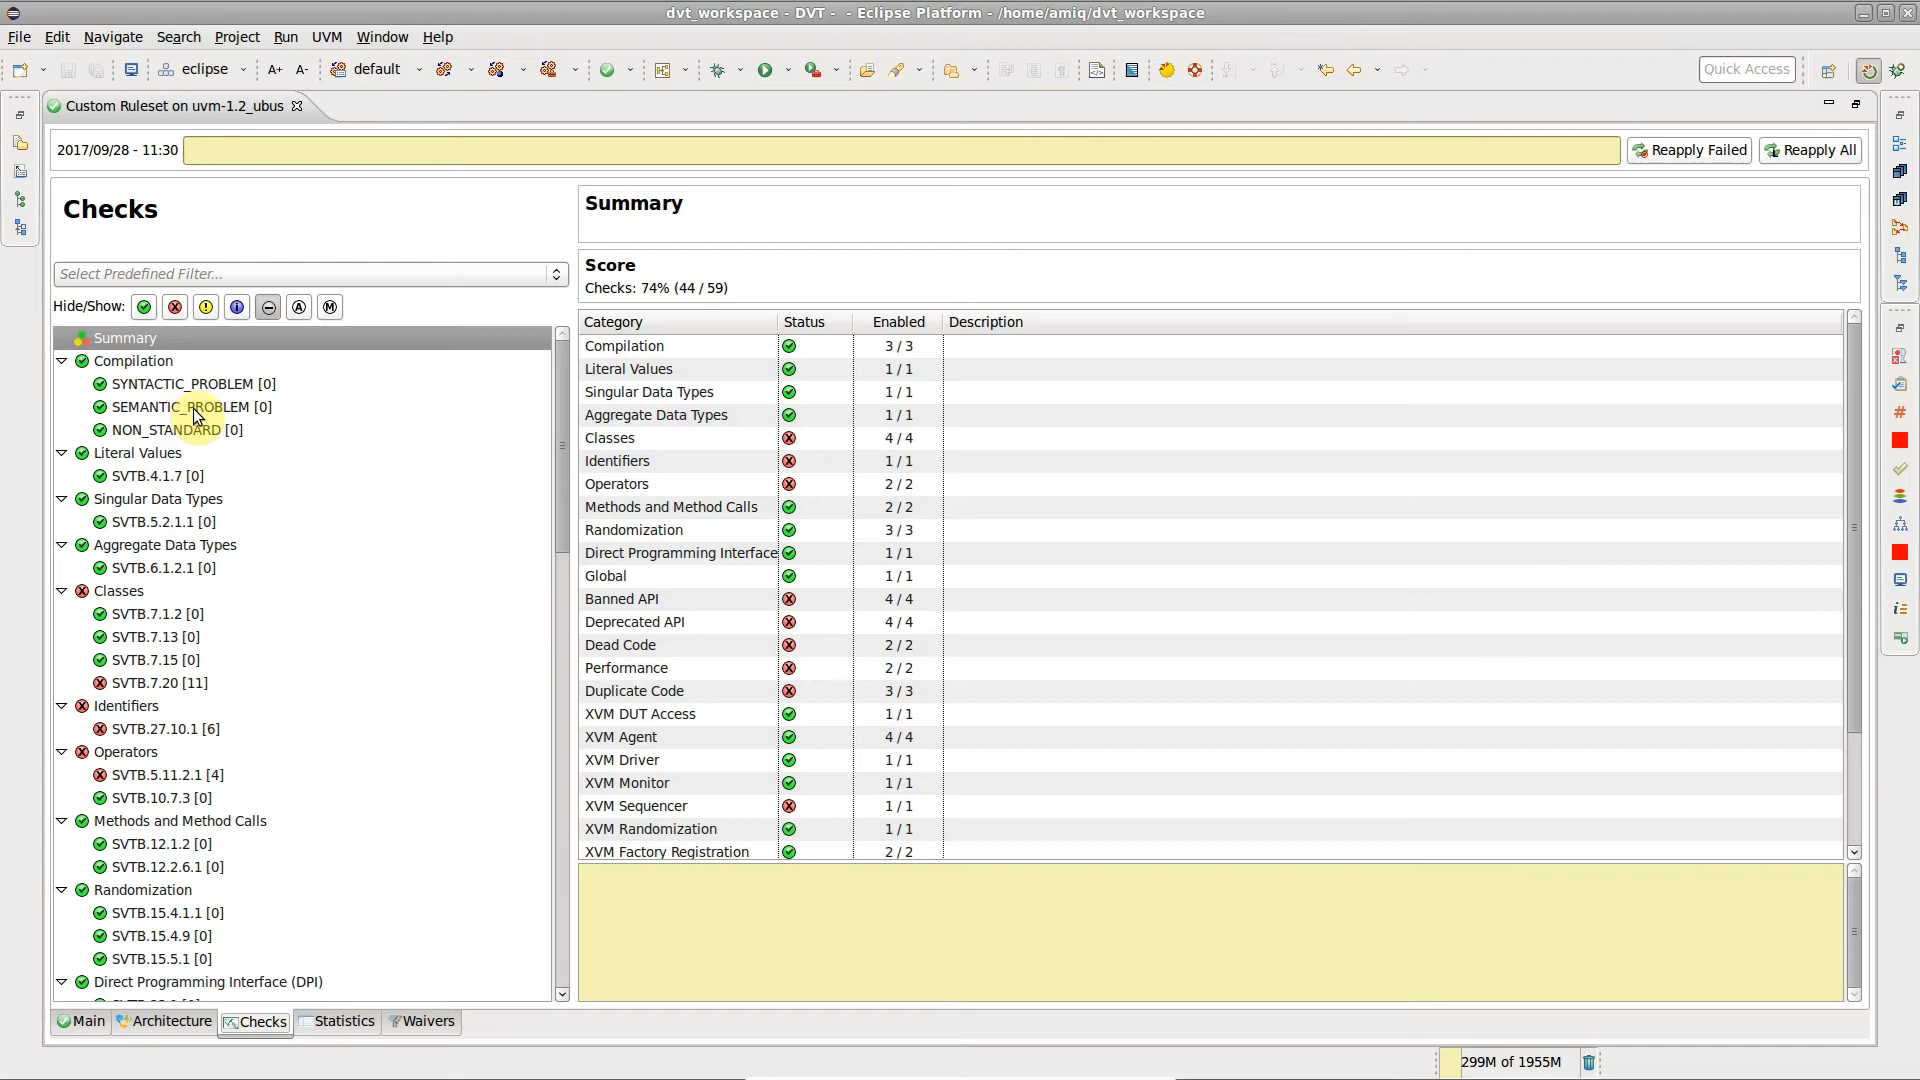 dvt_workspace - DVT -  - Eclipse Platform - /home/amiq/dvt_workspace
File Edit Navigate Search Project Run UVM Window Help
eclipse A+ A- default Quick Access
Custom Ruleset on uvm-1.2_ubus
2017/09/28 - 11:30 Reapply Failed Reapply All
Checks
Select Predefined Filter...
Hide/Show: A M
Summary
Compilation
SYNTACTIC_PROBLEM [0]
SEMANTIC_PROBLEM [0]
NON_STANDARD [0]
Literal Values
SVTB.4.1.7 [0]
Singular Data Types
SVTB.5.2.1.1 [0]
Aggregate Data Types
SVTB.6.1.2.1 [0]
Classes
SVTB.7.1.2 [0]
SVTB.7.13 [0]
SVTB.7.15 [0]
SVTB.7.20 [11]
Identifiers
SVTB.27.10.1 [6]
Operators
SVTB.5.11.2.1 [4]
SVTB.10.7.3 [0]
Methods and Method Calls
SVTB.12.1.2 [0]
SVTB.12.2.6.1 [0]
Randomization
SVTB.15.4.1.1 [0]
SVTB.15.4.9 [0]
SVTB.15.5.1 [0]
Direct Programming Interface (DPI)
Summary
Score
Checks: 74% (44 / 59)
Category Status Enabled Description
Compilation 3 / 3
Literal Values 1 / 1
Singular Data Types 1 / 1
Aggregate Data Types 1 / 1
Classes 4 / 4
Identifiers 1 / 1
Operators 2 / 2
Methods and Method Calls 2 / 2
Randomization 3 / 3
Direct Programming Interface 1 / 1
Global 1 / 1
Banned API 4 / 4
Deprecated API 4 / 4
Dead Code 2 / 2
Performance 2 / 2
Duplicate Code 3 / 3
XVM DUT Access 1 / 1
XVM Agent 4 / 4
XVM Driver 1 / 1
XVM Monitor 1 / 1
XVM Sequencer 1 / 1
XVM Randomization 1 / 1
XVM Factory Registration 2 / 2
Main Architecture Checks Statistics Waivers
299M of 1955M